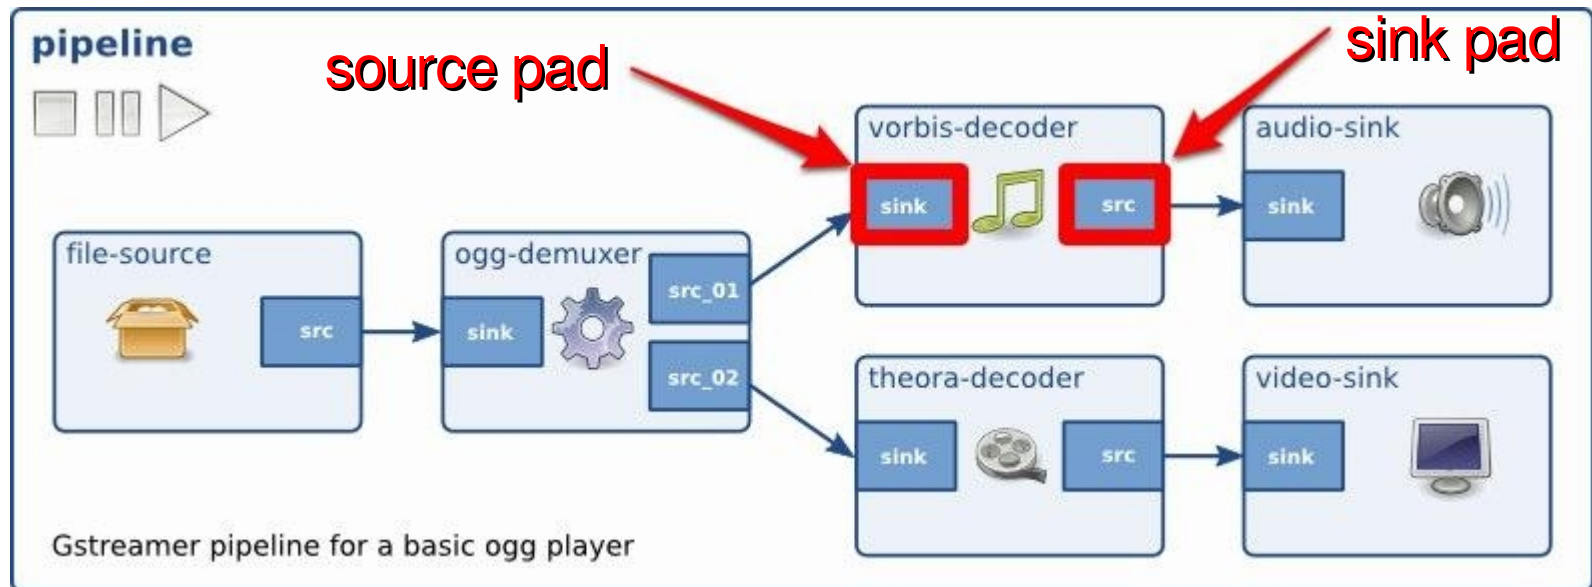 pipeline
source pad
sink pad
vorbis-decoder
sink
src
audio-sink
sink
file-source
src
ogg-demuxer
sink
src_01
src_02
theora-decoder
sink
src
video-sink
sink
Gstreamer pipeline for a basic ogg player